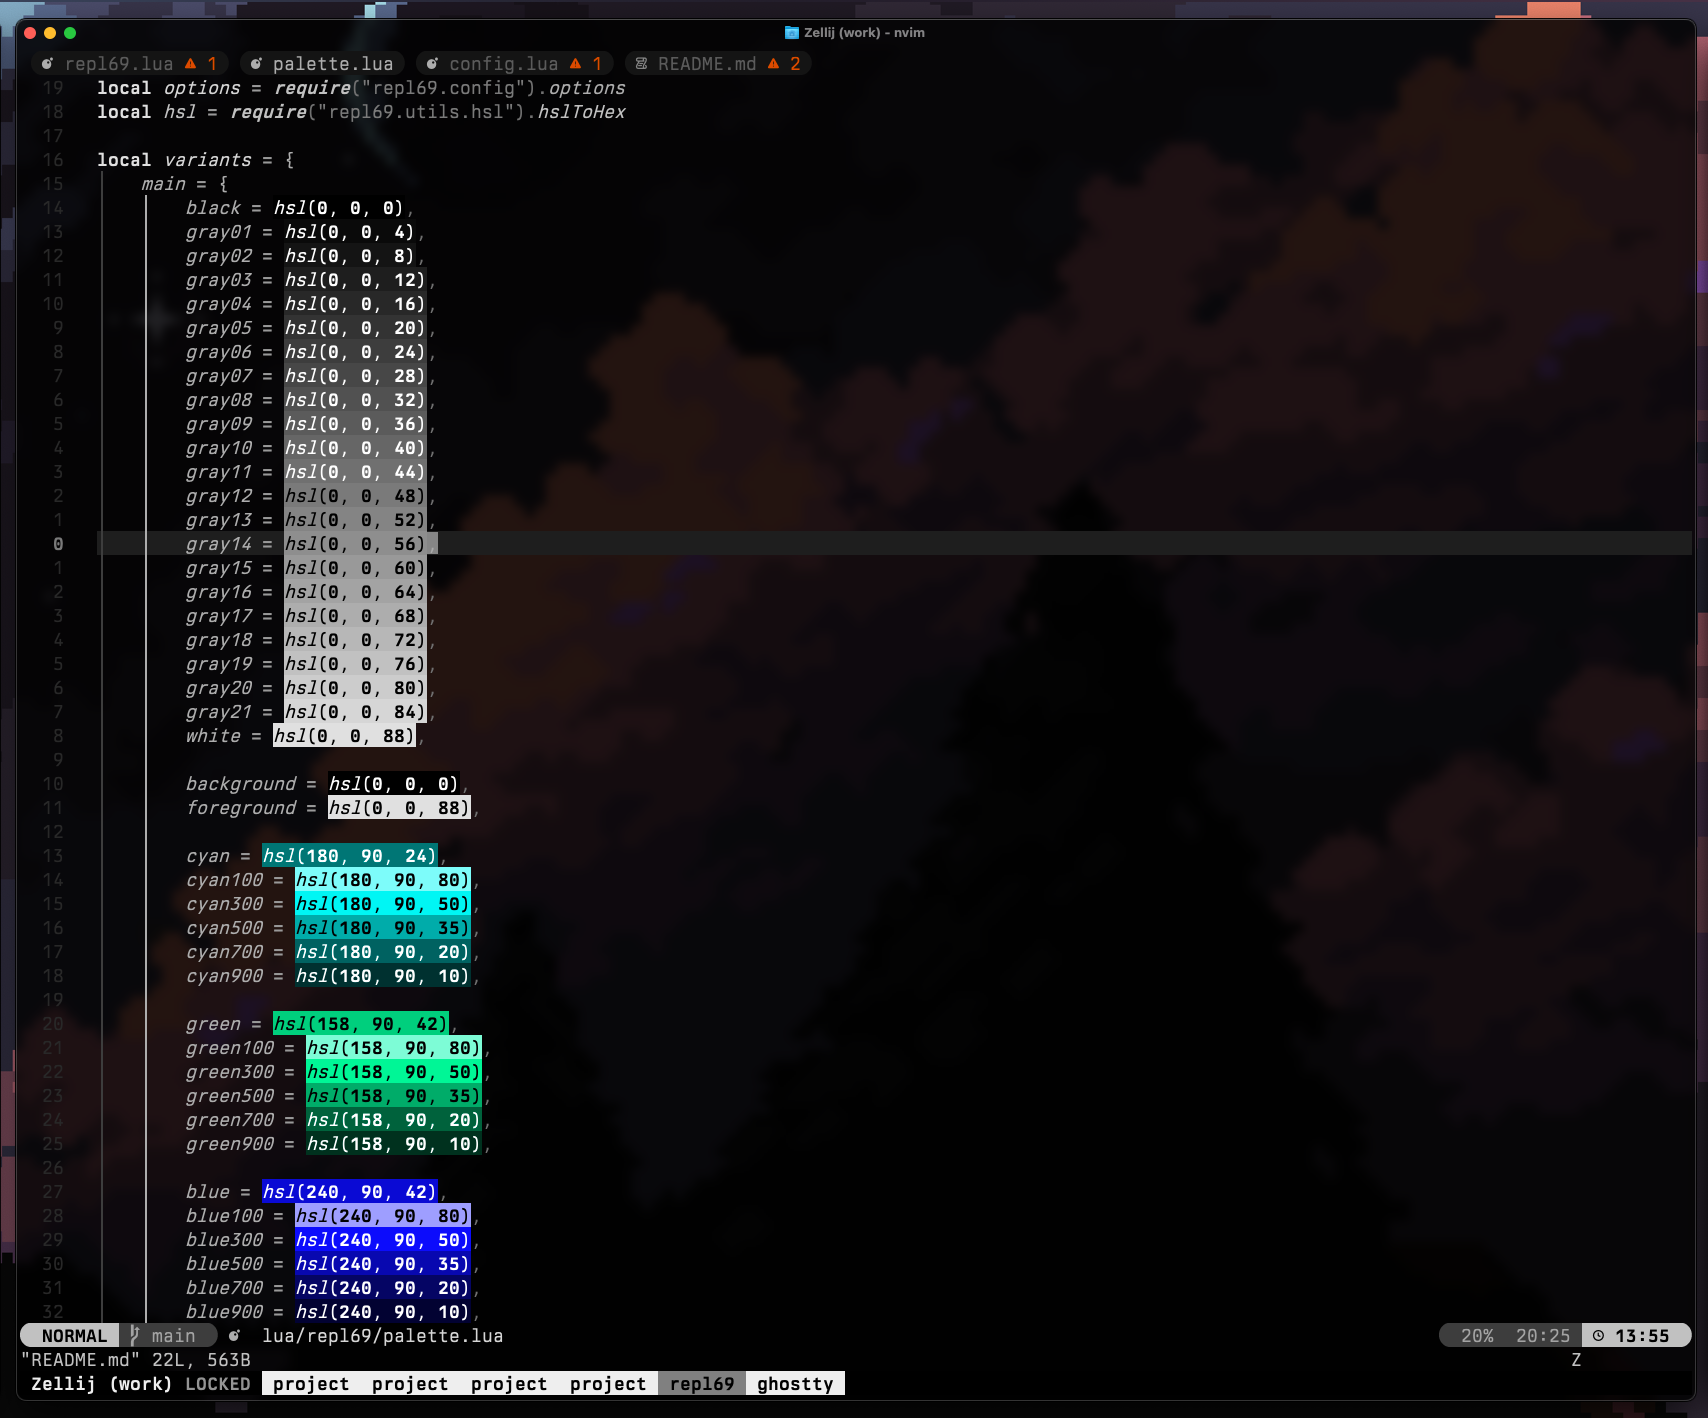 Zellij (work) - nvim
repl69.lua 1 palette.lua config.lua 1 README.md 2
19 local options = require("repl69.config").options
18 local hsl = require("repl69.utils.hsl").hslToHex
17
16 local variants = {
15 main = {
14 black = hsl(0, 0, 0),
13 gray01 = hsl(0, 0, 4),
12 gray02 = hsl(0, 0, 8),
11 gray03 = hsl(0, 0, 12),
10 gray04 = hsl(0, 0, 16),
9 gray05 = hsl(0, 0, 20),
8 gray06 = hsl(0, 0, 24),
7 gray07 = hsl(0, 0, 28),
6 gray08 = hsl(0, 0, 32),
5 gray09 = hsl(0, 0, 36),
4 gray10 = hsl(0, 0, 40),
3 gray11 = hsl(0, 0, 44),
2 gray12 = hsl(0, 0, 48),
1 gray13 = hsl(0, 0, 52),
0 gray14 = hsl(0, 0, 56),
1 gray15 = hsl(0, 0, 60),
2 gray16 = hsl(0, 0, 64),
3 gray17 = hsl(0, 0, 68),
4 gray18 = hsl(0, 0, 72),
5 gray19 = hsl(0, 0, 76),
6 gray20 = hsl(0, 0, 80),
7 gray21 = hsl(0, 0, 84),
8 white = hsl(0, 0, 88),
9
10 background = hsl(0, 0, 0),
11 foreground = hsl(0, 0, 88),
12
13 cyan = hsl(180, 90, 24),
14 cyan100 = hsl(180, 90, 80),
15 cyan300 = hsl(180, 90, 50),
16 cyan500 = hsl(180, 90, 35),
17 cyan700 = hsl(180, 90, 20),
18 cyan900 = hsl(180, 90, 10),
19
20 green = hsl(158, 90, 42),
21 green100 = hsl(158, 90, 80),
22 green300 = hsl(158, 90, 50),
23 green500 = hsl(158, 90, 35),
24 green700 = hsl(158, 90, 20),
25 green900 = hsl(158, 90, 10),
26
27 blue = hsl(240, 90, 42),
28 blue100 = hsl(240, 90, 80),
29 blue300 = hsl(240, 90, 50),
30 blue500 = hsl(240, 90, 35),
31 blue700 = hsl(240, 90, 20),
32 blue900 = hsl(240, 90, 10),
NORMAL main lua/repl69/palette.lua 20% 20:25 13:55
"README.md" 22L, 563B Z
Zellij (work) LOCKED project project project project repl69 ghostty